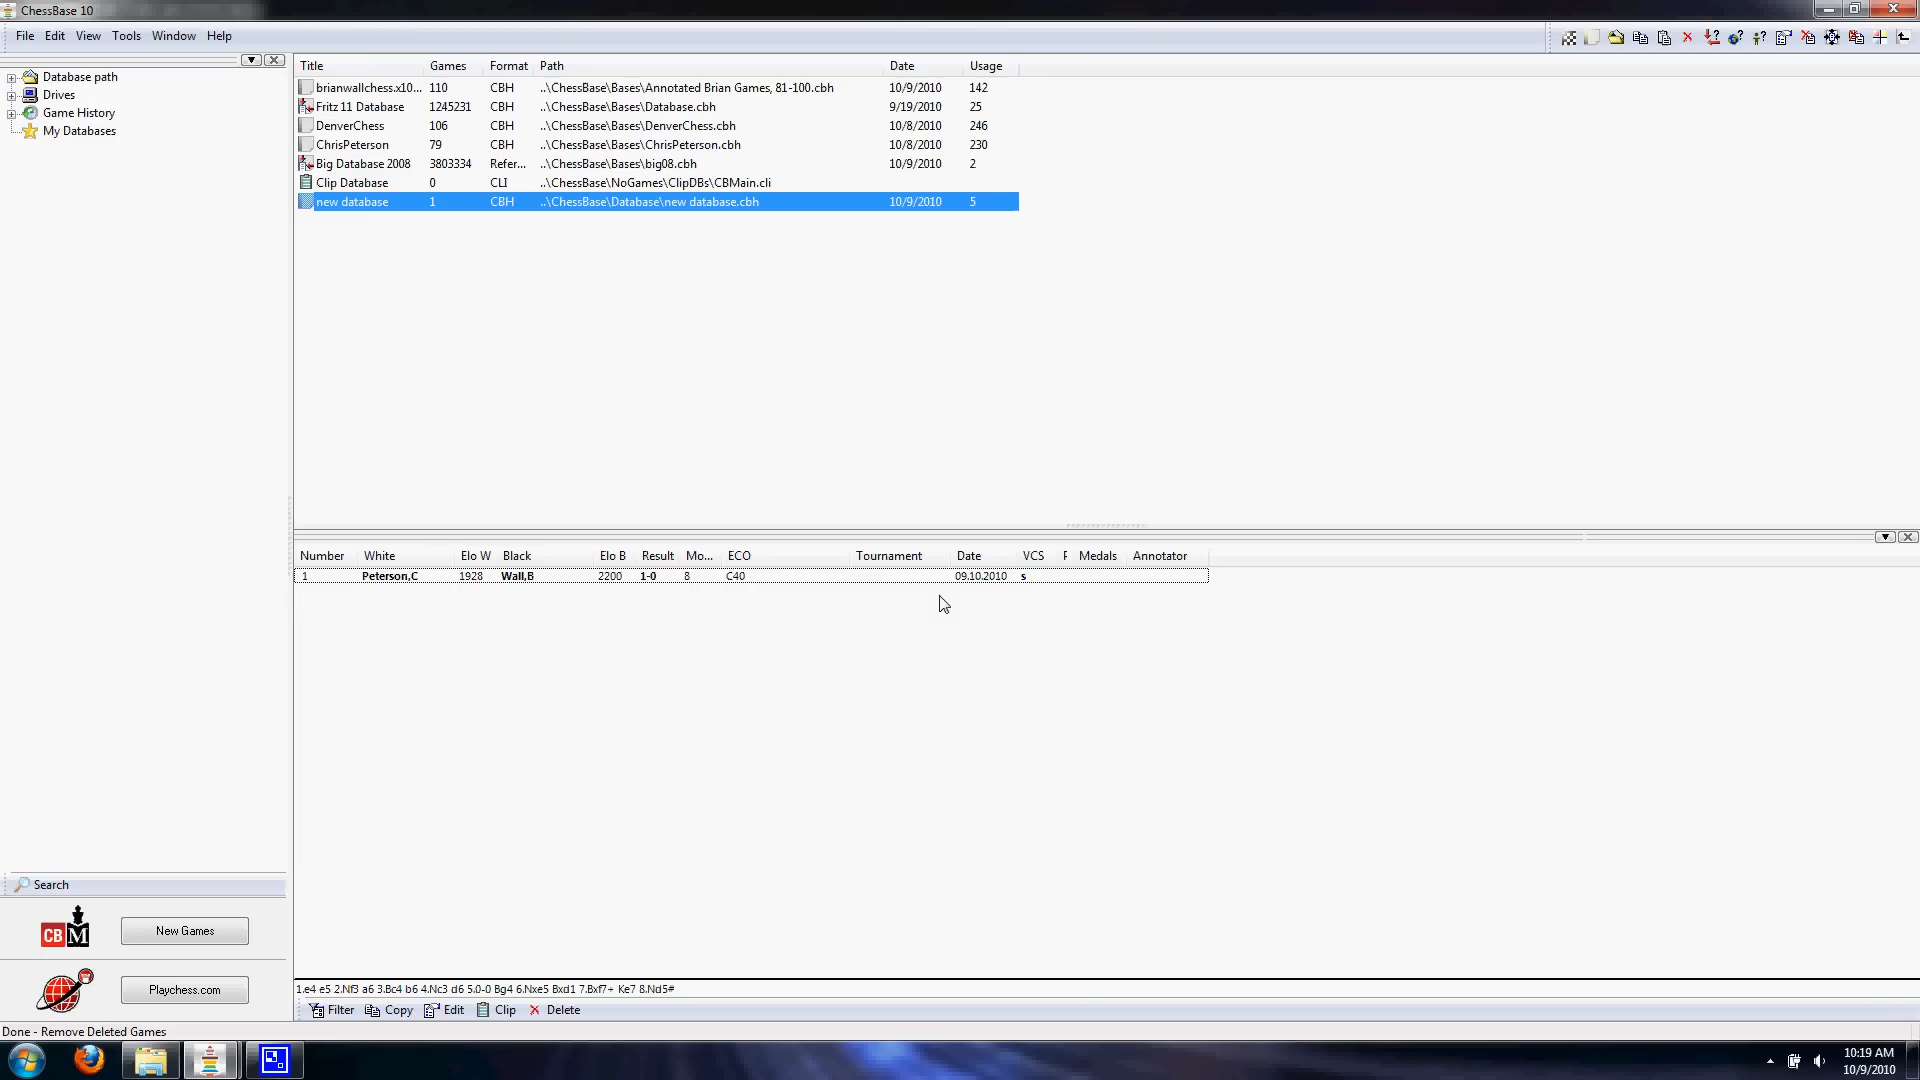 ChessBase 10
File Edit View Tools Window Help
Database path
Drives
Game History
My Databases
Title Games Format Path Date Usage
brianwallchess.x10... 110 CBH ..\ChessBase\Bases\Annotated Brian Games, 81-100.cbh 10/9/2010 142
Fritz 11 Database 1245231 CBH ..\ChessBase\Bases\Database.cbh 9/19/2010 25
DenverChess 106 CBH ..\ChessBase\Bases\DenverChess.cbh 10/8/2010 246
ChrisPeterson 79 CBH ..\ChessBase\Bases\ChrisPeterson.cbh 10/8/2010 230
Big Database 2008 3803334 Refer... ..\ChessBase\Bases\big08.cbh 10/9/2010 2
Clip Database 0 CLI ..\ChessBase\NoGames\ClipDBs\CBMain.cli
new database 1 CBH ..\ChessBase\Database\new database.cbh 10/9/2010 5
Number White Elo W Black Elo B Result Mo... ECO Tournament Date VCS F Medals Annotator
1 Peterson,C 1928 Wall,B 2200 1-0 8 C40 09.10.2010 s
Search
CB M New Games
Playchess.com
1.e4 e5 2.Nf3 a6 3.Bc4 b6 4.Nc3 d6 5.0-0 Bg4 6.Nxe5 Bxd1 7.Bxf7+ Ke7 8.Nd5#
Filter Copy Edit Clip Delete
Done - Remove Deleted Games
10:19 AM
10/9/2010